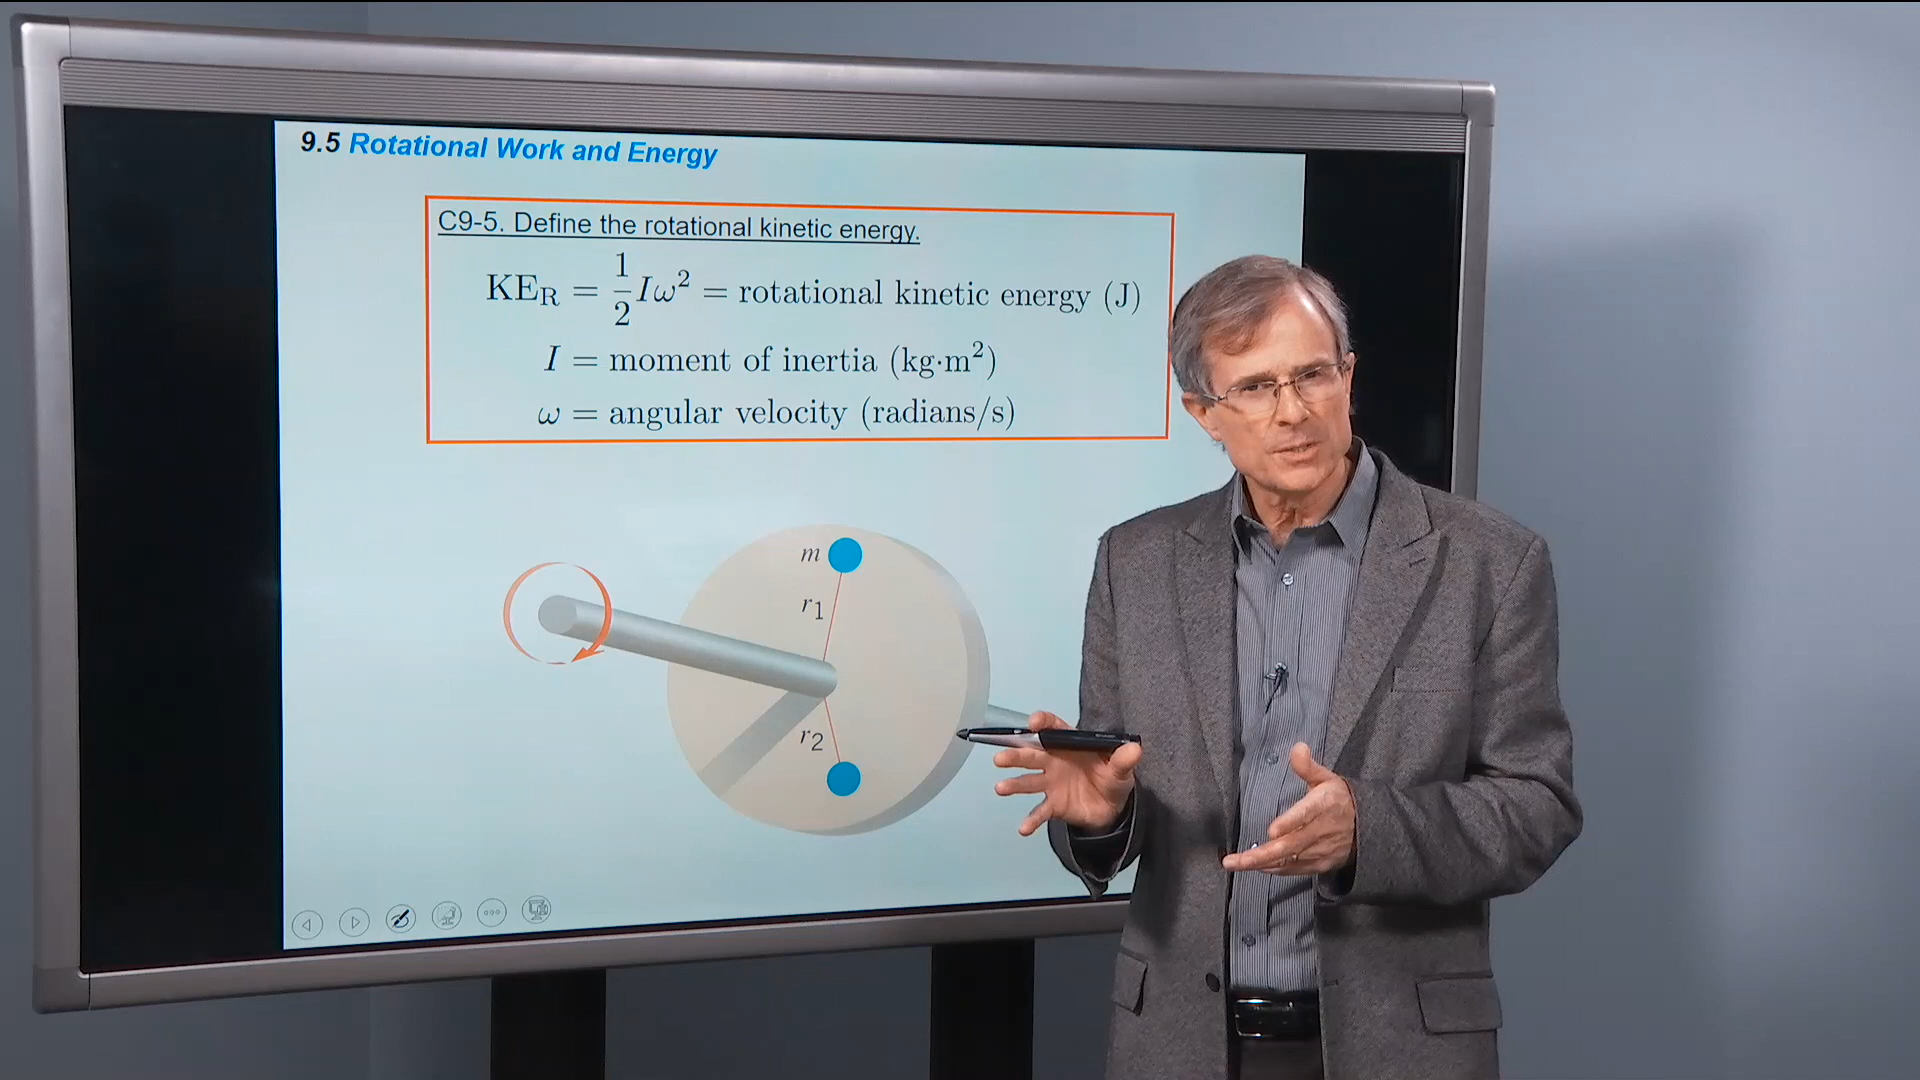 9.5 Rotational Work and Energy
C9-5. Define the rotational kinetic energy.
KE_R = 1/2 Iω² = rotational kinetic energy (J)
I = moment of inertia (kg·m²)
ω = angular velocity (radians/s)
m
r1
r2